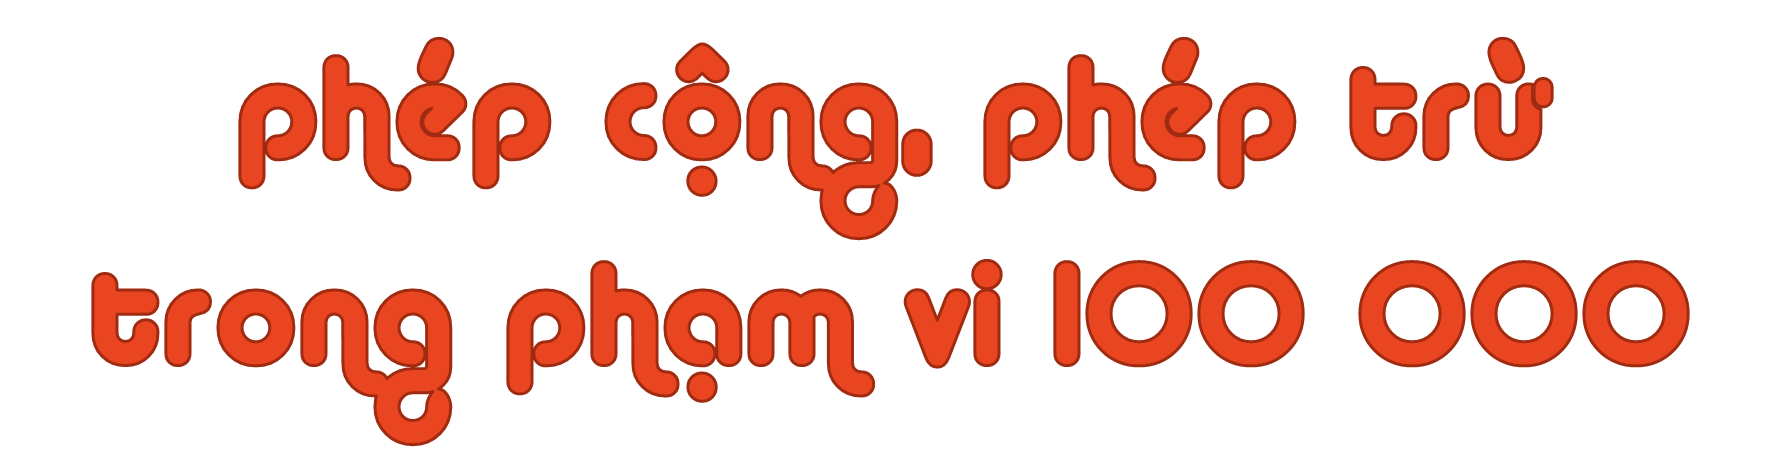 phép cộng, phép trừ
trong phạm vi 100 000